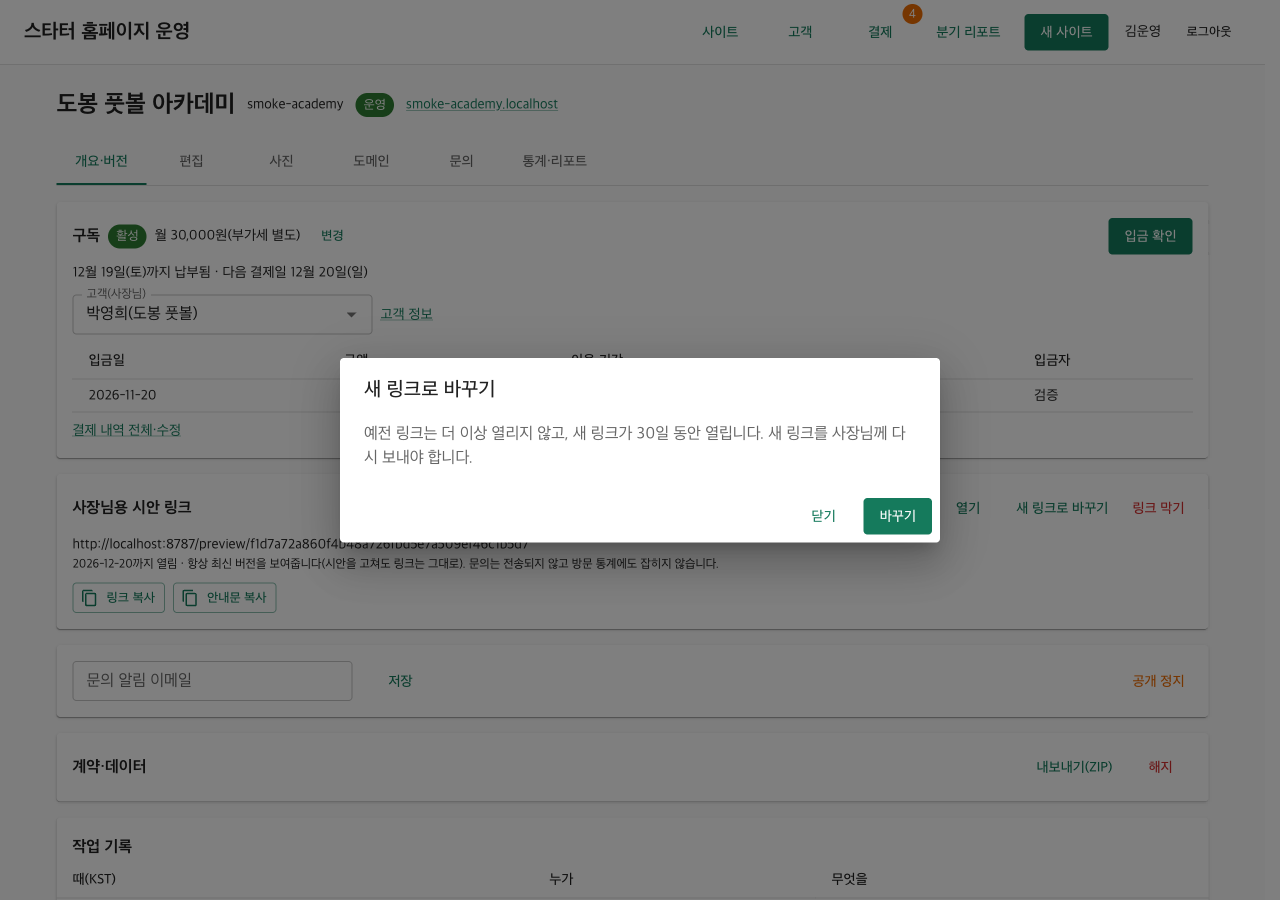 스타터 홈페이지 운영
사이트
고객
결제
4
분기 리포트
새 사이트
김운영
로그아웃
도봉 풋볼 아카데미 smoke-academy 운영 smoke-academy.localhost
개요·버전
편집
사진
도메인
문의
통계·리포트
구독 활성 월 30,000원(부가세 별도) 변경
입금 확인
12월 19일(토)까지 납부됨 · 다음 결제일 12월 20일(일)
고객(사장님)
박영희(도봉 풋볼)
고객 정보
입금일
입금자
2026-11-20
검증
결제 내역 전체·수정
새 링크로 바꾸기
예전 링크는 더 이상 열리지 않고, 새 링크가 30일 동안 열립니다. 새 링크를 사장님께 다
시 보내야 합니다.
닫기
바꾸기
사장님용 시안 링크
열기
새 링크로 바꾸기
링크 막기
2026-12-20까지 열림 · 항상 최신 버전을 보여줍니다(시안을 고쳐도 링크는 그대로). 문의는 전송되지 않고 방문 통계에도 잡히지 않습니다.
링크 복사
안내문 복사
문의 알림 이메일
저장
공개 정지
계약·데이터
내보내기(ZIP)
해지
작업 기록
때(KST)
누가
무엇을